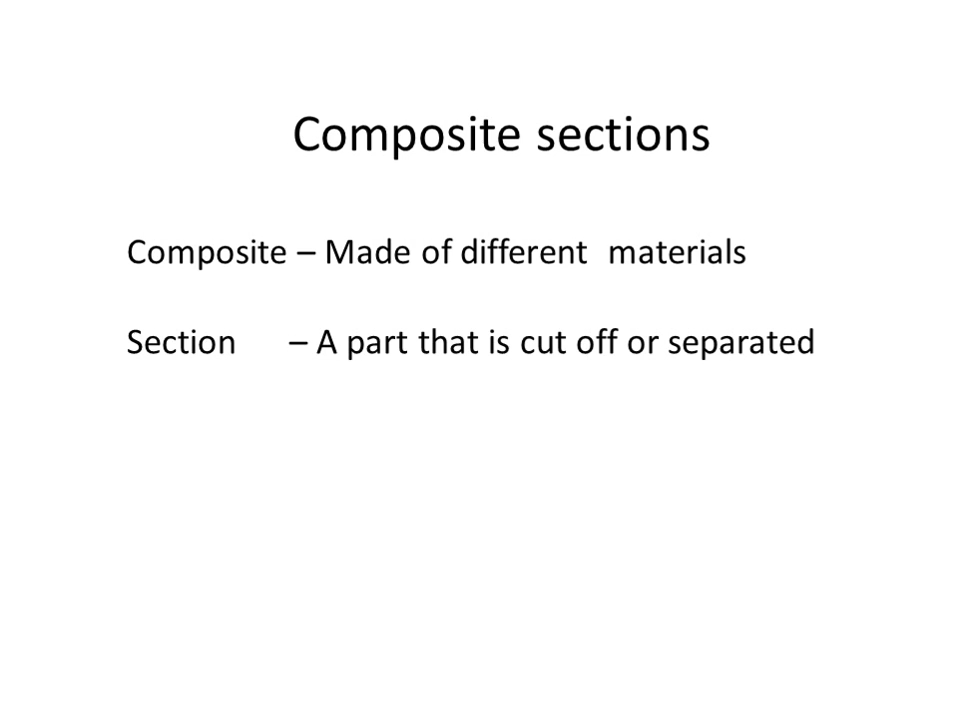 Composite sections
Composite – Made of different  materials
Section      – A part that is cut off or separated